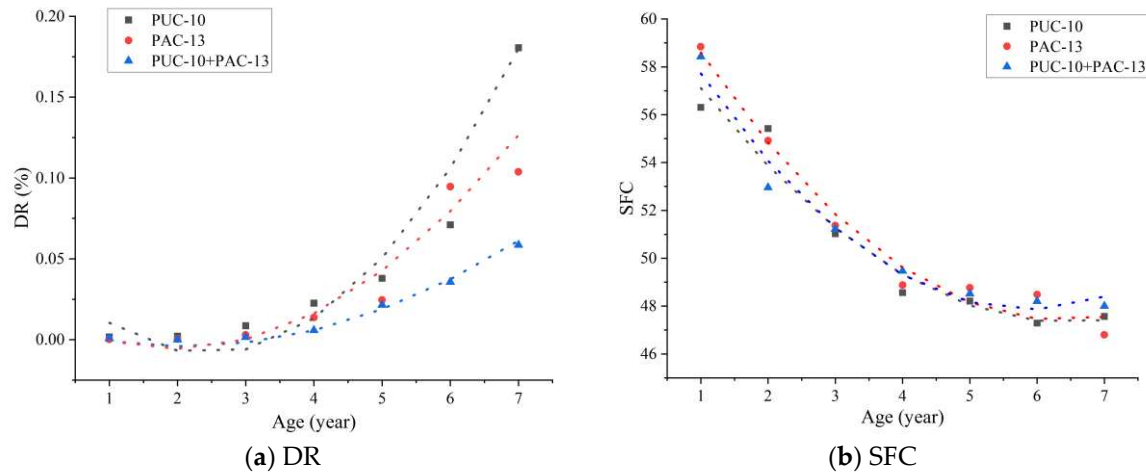 PUC-10
PAC-13
PUC-10+PAC-13
0.20
0.15
0.10
0.05
0.00
DR (%)
1 2 3 4 5 6 7
Age (year)
(a) DR
PUC-10
PAC-13
PUC-10+PAC-13
60
58
56
54
52
50
48
46
SFC
1 2 3 4 5 6 7
Age (year)
(b) SFC